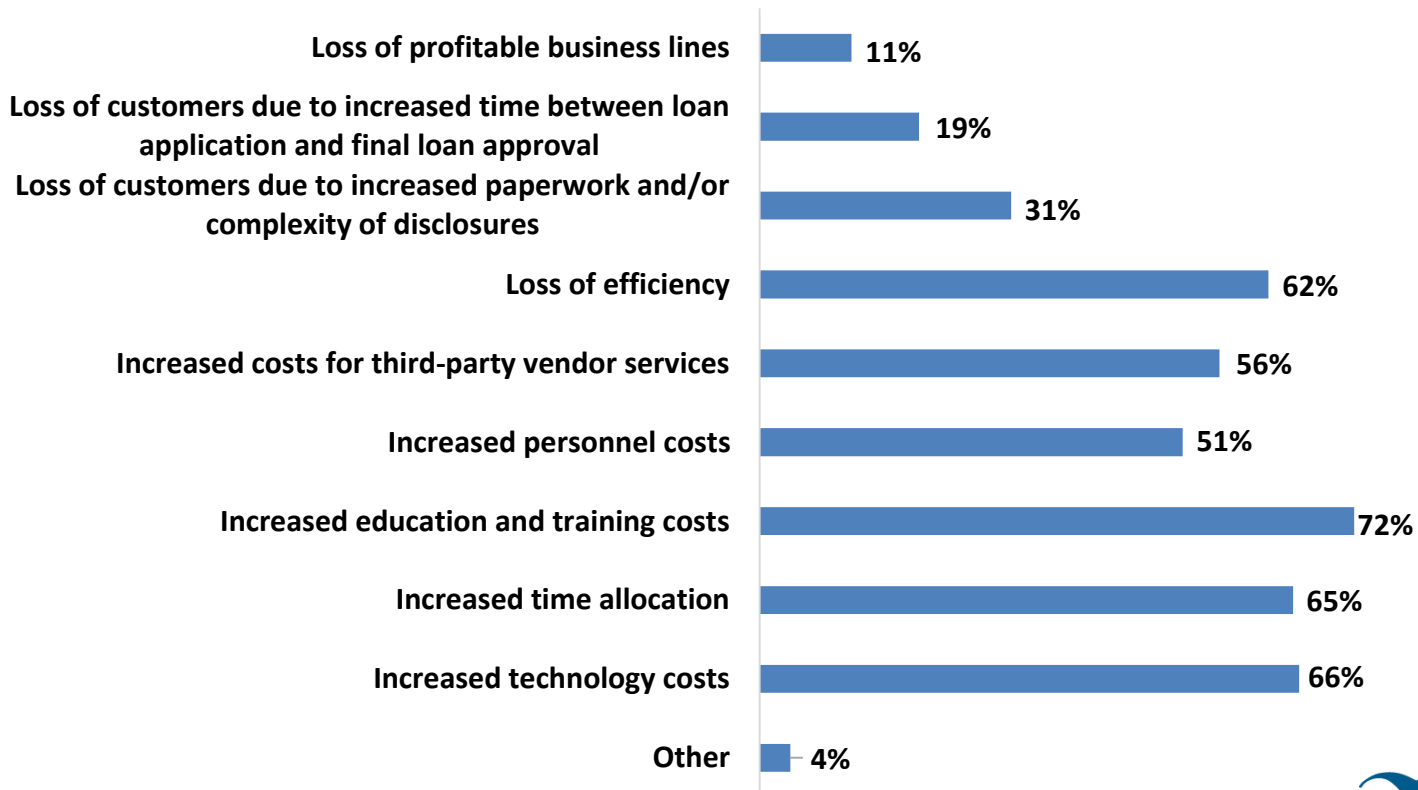 Loss of profitable business lines 11%
Loss of customers due to increased time between loan
application and final loan approval 19%
Loss of customers due to increased paperwork and/or
complexity of disclosures 31%
Loss of efficiency 62%
Increased costs for third-party vendor services 56%
Increased personnel costs 51%
Increased education and training costs 72%
Increased time allocation 65%
Increased technology costs 66%
Other 4%